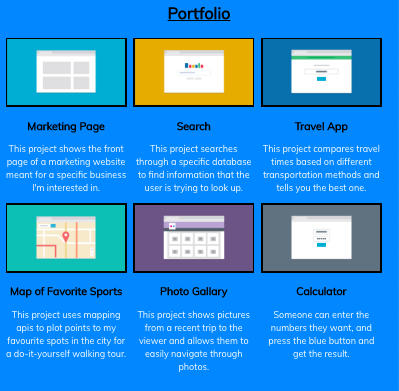 Portfolio
Marketing Page
This project shows the front
page of a marketing website
meant for a specific business
I'm interested in.
Search
This project searches
through a specific database
to find information that the
user is trying to look up.
Travel App
This project compares travel
times based on different
transportation methods and
tells you the best one.
Map of Favorite Sports
This project uses mapping
apis to plot points to my
favourite spots in the city for
a do-it-yourself walking tour.
Photo Gallary
This project shows pictures
from a recent trip to the
viewer and allows them to
easily navigate through
photos.
Calculator
Someone can enter the
numbers they want, and
press the blue button and
get the result.